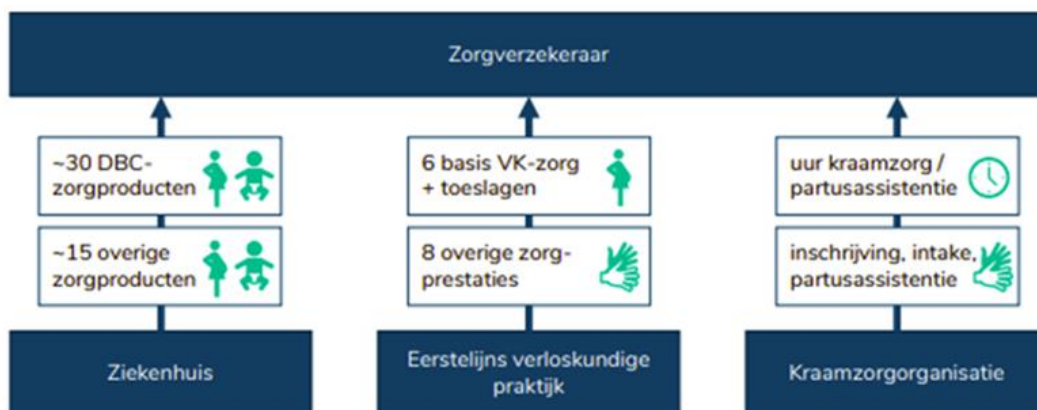 Zorgverzekeraar
~30 DBC-
zorgproducten
~15 overige
zorgproducten
Ziekenhuis
6 basis VK-zorg
+ toeslagen
8 overige zorg-
prestaties
Eerstelijns verloskundige
praktijk
uur kraamzorg /
partusassistentie
inschrijving, intake,
partusassistentie
Kraamzorgorganisatie